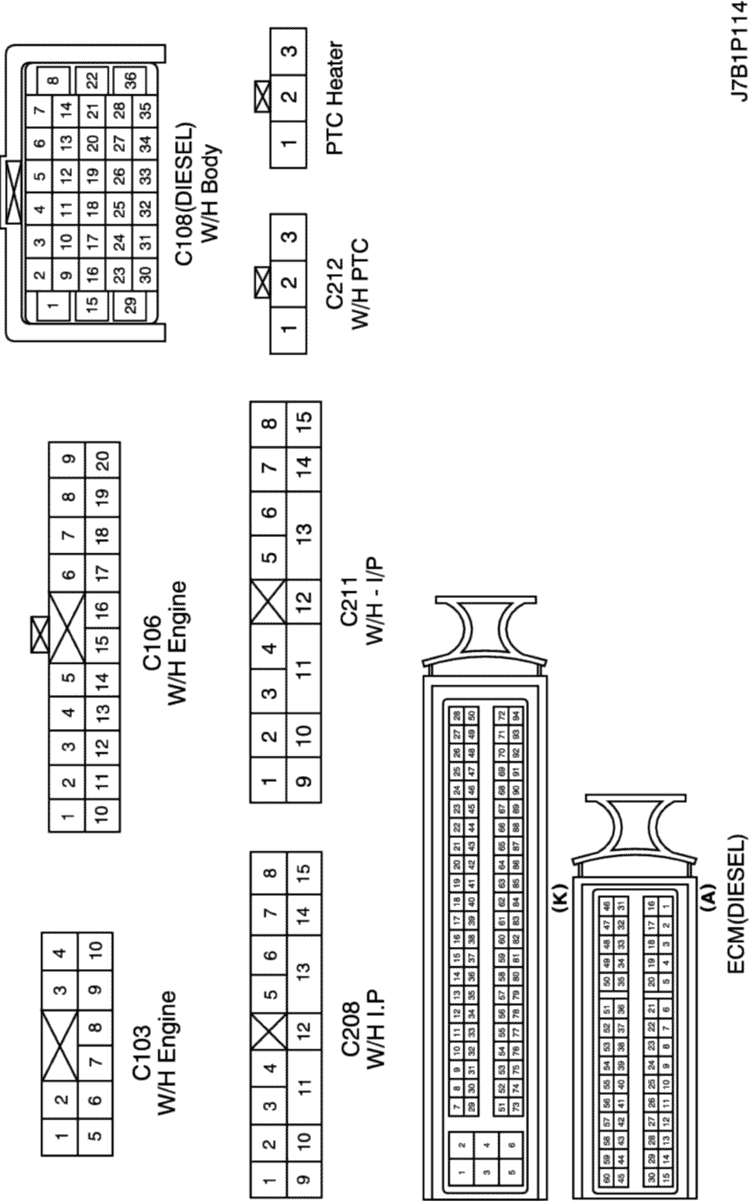 1 2 3 4
5 6 7 8 9 10
C103
W/H Engine
1 2 3 4 5 6 7 8 9
10 11 12 13 14 15 16 17 18 19 20
C106
W/H Engine
1 2 3 4 5 6 7 8
9 10 11 12 13 14 15 16 17 18 19 20 21 22
23 24 25 26 27 28
29 30 31 32 33 34 35 36
C108(DIESEL)
W/H Body
1 2 3 4 5 6 7 8
9 10 11 12 13 14 15
C208
W/H I.P
1 2 3 4 5 6 7 8
9 10 11 12 13 14 15
C211
W/H - I/P
1 2 3
C212
W/H PTC
1 2 3
PTC Heater
1 2
3 4
5 6
7 8 9 10 11 12 13 14 15 16 17 18 19 20 21 22 23 24 25 26 27 28
29 30 31 32 33 34 35 36 37 38 39 40 41 42 43 44 45 46 47 48 49 50
51 52 53 54 55 56 57 58 59 60 61 62 63 64 65 66 67 68 69 70 71 72
73 74 75 76 77 78 79 80 81 82 83 84 85 86 87 88 89 90 91 92 93 94
(K)
60 59 58 57 56 55 54 53 52 51 50 49 48 47 46
45 44 43 42 41 40 39 38 37 36 35 34 33 32 31
30 29 28 27 26 25 24 23 22 21 20 19 18 17 16
15 14 13 12 11 10 9 8 7 6 5 4 3 2 1
(A)
ECM(DIESEL)
J7B1P114